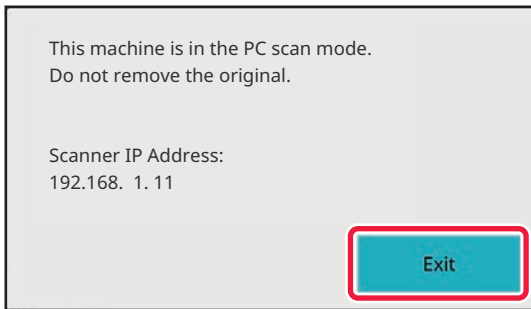 This machine is in the PC scan mode.
Do not remove the original.
Scanner IP Address:
192.168.  1. 11
Exit